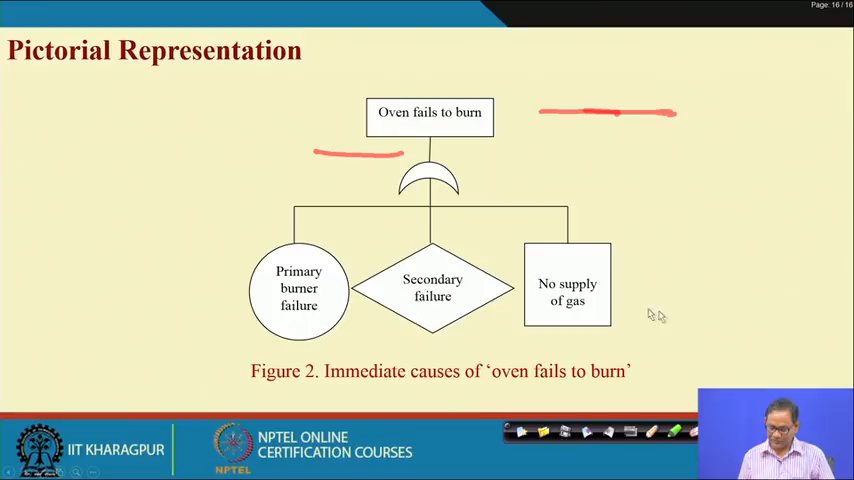 Page: 16 / 16
Pictorial Representation
Oven fails to burn
Primary
burner
failure
Secondary
failure
No supply
of gas
Figure 2. Immediate causes of ‘oven fails to burn’
IIT KHARAGPUR
NPTEL
NPTEL ONLINE
CERTIFICATION COURSES